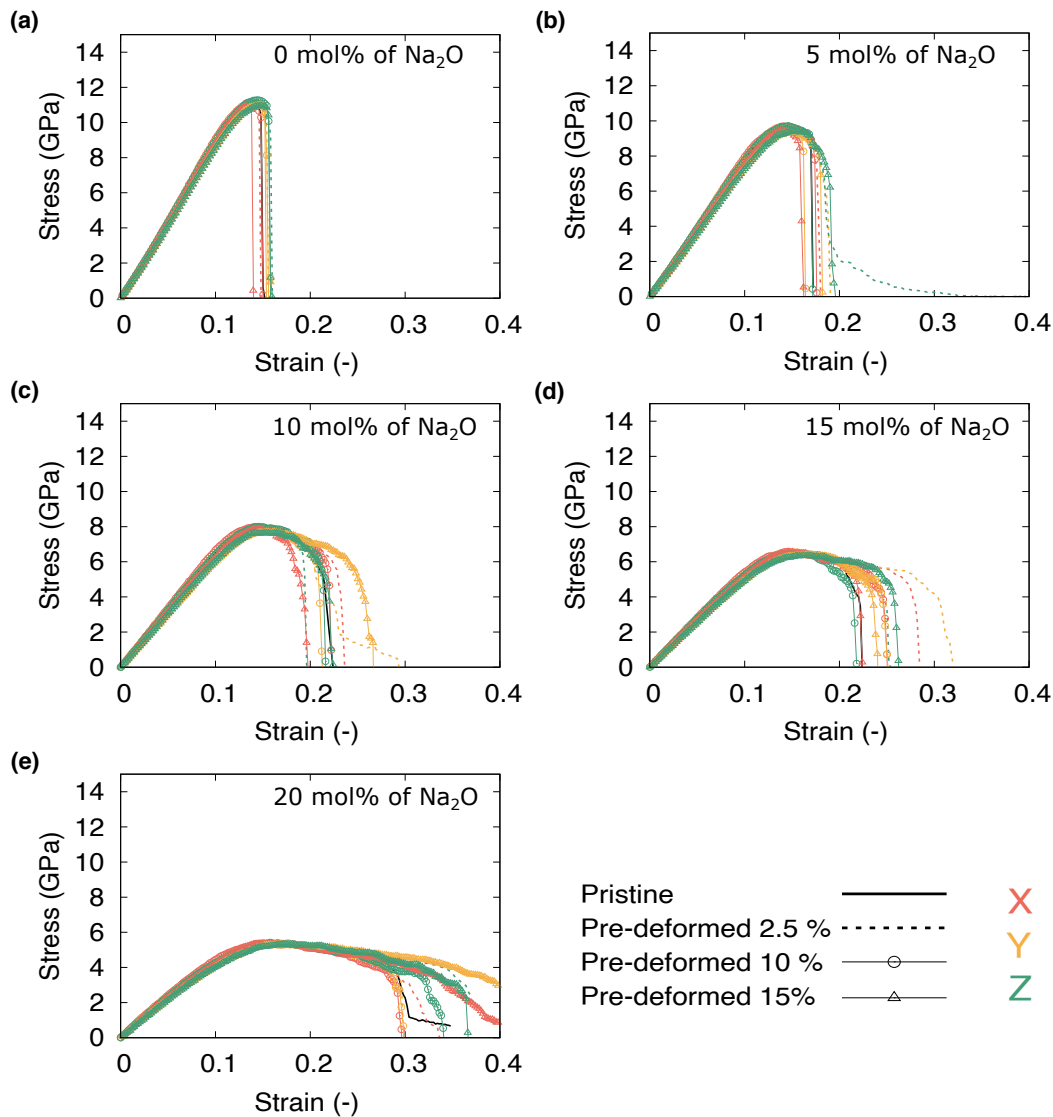 (a)
0 mol% of Na₂O
14
12
10
8
6
4
2
0
Stress (GPa)
0 0.1 0.2 0.3 0.4
Strain (-)
(b)
5 mol% of Na₂O
14
12
10
8
6
4
2
0
Stress (GPa)
0 0.1 0.2 0.3 0.4
Strain (-)
(c)
10 mol% of Na₂O
14
12
10
8
6
4
2
0
Stress (GPa)
0 0.1 0.2 0.3 0.4
Strain (-)
(d)
15 mol% of Na₂O
14
12
10
8
6
4
2
0
Stress (GPa)
0 0.1 0.2 0.3 0.4
Strain (-)
(e)
20 mol% of Na₂O
14
12
10
8
6
4
2
0
Stress (GPa)
0 0.1 0.2 0.3 0.4
Strain (-)
Pristine
Pre-deformed 2.5 %
Pre-deformed 10 %
Pre-deformed 15%
X
Y
Z